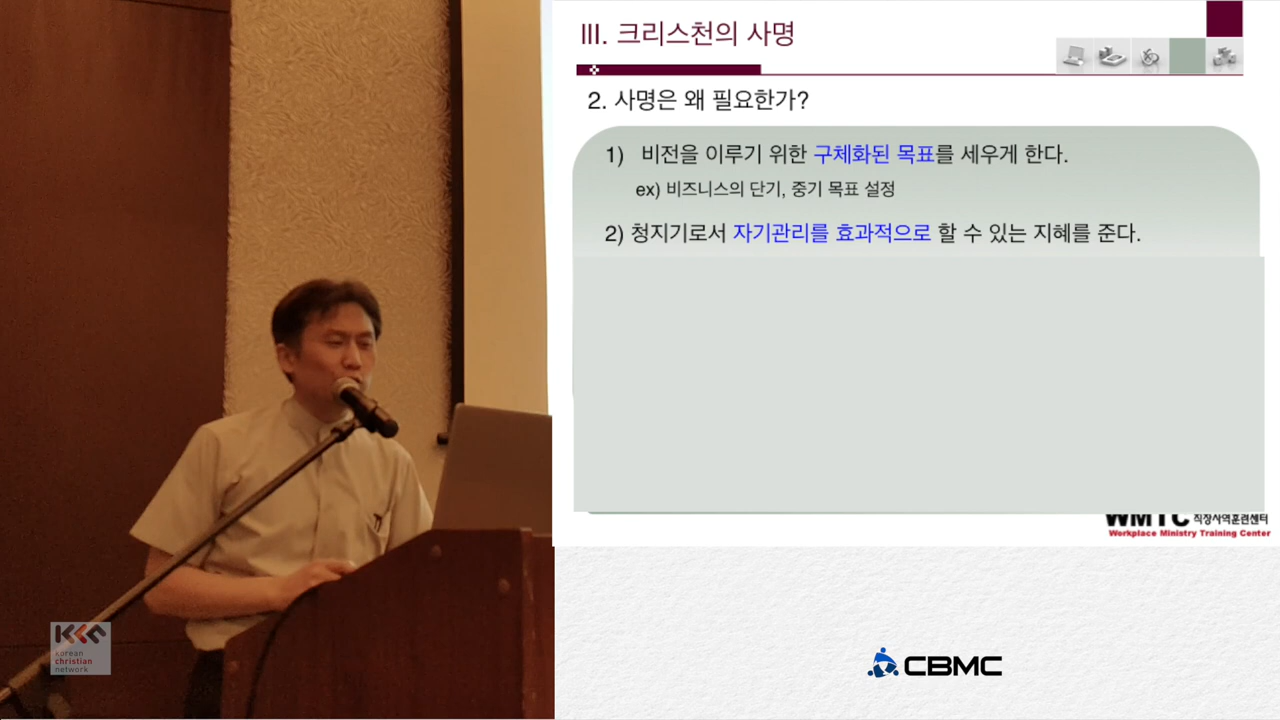 III. 크리스천의 사명
2. 사명은 왜 필요한가?
1) 비전을 이루기 위한 구체화된 목표를 세우게 한다.
ex) 비즈니스의 단기, 중기 목표 설정
2) 청지기로서 자기관리를 효과적으로 할 수 있는 지혜를 준다.
WMTC 직장사역훈련센터
Workplace Ministry Training Center
KCN
korean
christian
network
CBMC